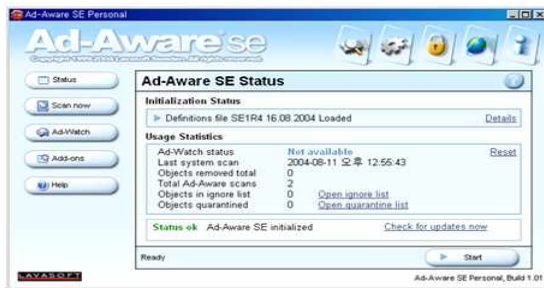 Ad-Aware SE Personal
Ad-Aware se
Status
Scan now
Ad-Watch
Add-ons
Help
Ad-Aware SE Status
Initialization Status
Definitions file SE1R4 16.08.2004 Loaded Details
Usage Statistics
Ad-Watch status Not available Reset
Last system scan 2004-08-11 오후 12:55:43
Objects removed total 0
Total Ad-Aware scans 2
Objects in ignore list 0 Open ignore list
Objects quarantined 0 Open quarantine list
Status ok Ad-Aware SE initialized Check for updates now
Ready Start
LAVASOFT Ad-Aware SE Personal, Build 1.01